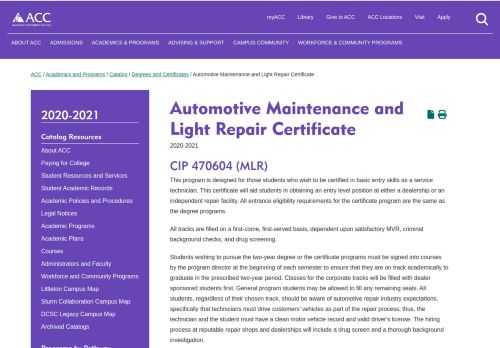 myACC Library Give to ACC ACC Locations Visit Apply
ACC
ABOUT ACC ADMISSIONS ACADEMICS & PROGRAMS ADVISING & SUPPORT CAMPUS COMMUNITY WORKFORCE & COMMUNITY PROGRAMS
ACC / Academics and Programs / Catalog / Degrees and Certificates / Automotive Maintenance and Light Repair Certificate
2020-2021
Catalog Resources
About ACC
Paying for College
Student Resources and Services
Student Academic Records
Academic Policies and Procedures
Legal Notices
Academic Programs
Academic Plans
Courses
Administrators and Faculty
Workforce and Community Programs
Littleton Campus Map
Sturm Collaboration Campus Map
DCSC Legacy Campus Map
Archived Catalogs
Programs by Pathway
Automotive Maintenance and
Light Repair Certificate
2020-2021
CIP 470604 (MLR)
This program is designed for those students who wish to be certified in basic entry skills as a service
technician. This certificate will aid students in obtaining an entry level position at either a dealership or an
independent repair facility. All entrance eligibility requirements for the certificate program are the same as
the degree programs.
All tracks are filled on a first-come, first-served basis, dependent upon satisfactory MVR, criminal
background checks, and drug screening.
Students wishing to pursue the two-year degree or the certificate programs must be signed into courses
by the program director at the beginning of each semester to ensure that they are on track academically to
graduate in the prescribed two-year period. Classes for the corporate tracks will be filled with dealer
sponsored students first. General program students may be allowed to fill any remaining seats. All
students, regardless of their chosen track, should be aware of automotive repair industry expectations,
specifically that technicians must drive customers' vehicles as part of the repair process; thus, the
technician and the student must have a clean motor vehicle record and valid driver's license. The hiring
process at reputable repair shops and dealerships will include a drug screen and a thorough background
investigation.